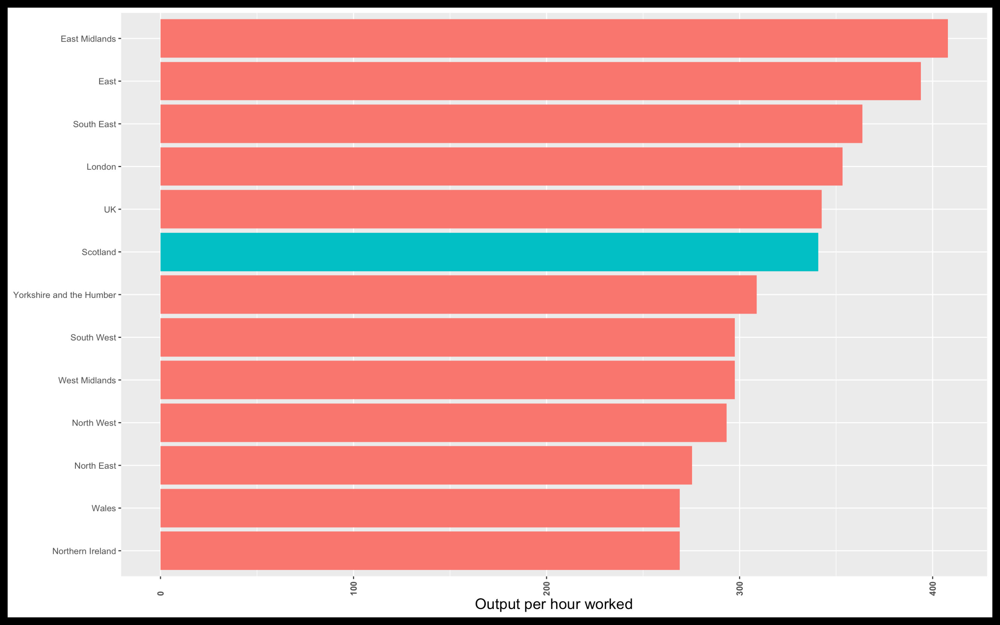 East Midlands
East
South East
London
UK
Scotland
Yorkshire and the Humber
South West
West Midlands
North West
North East
Wales
Northern Ireland
0 100 200 300 400
Output per hour worked